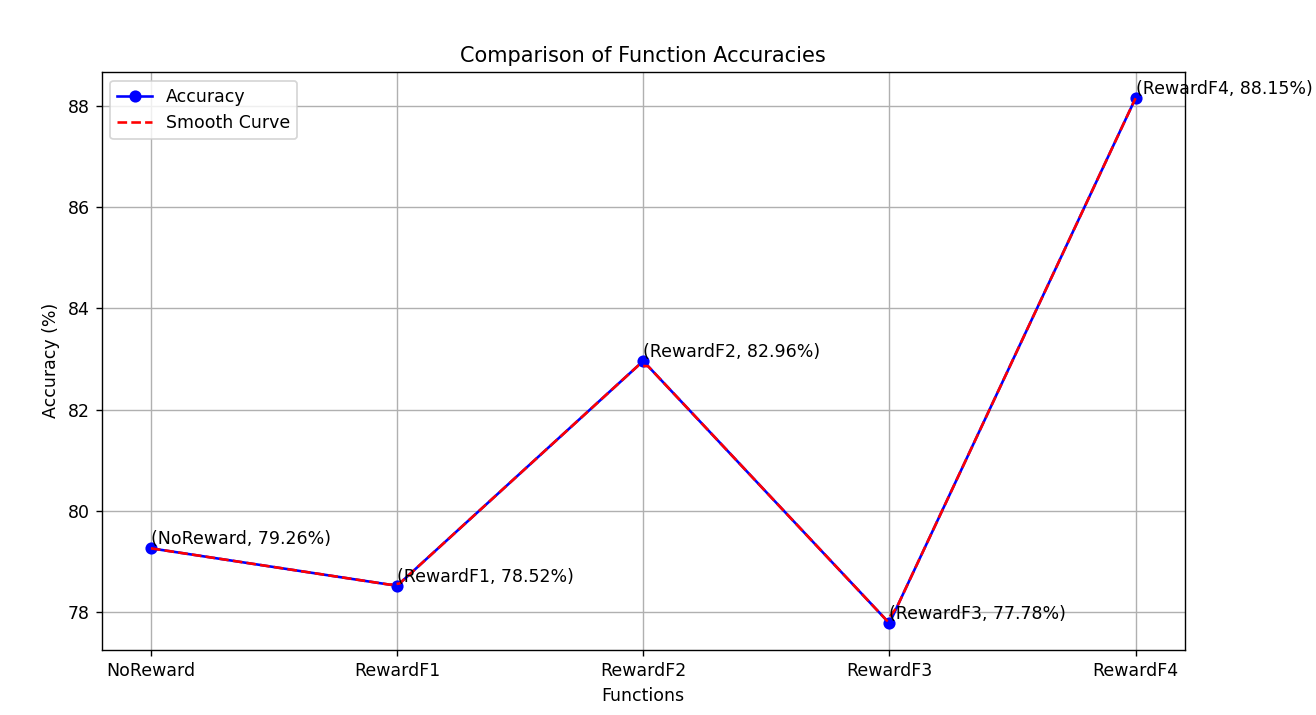 Comparison of Function Accuracies
Accuracy
Smooth Curve
(RewardF4, 88.15%)
(RewardF2, 82.96%)
(NoReward, 79.26%)
(RewardF1, 78.52%)
(RewardF3, 77.78%)
Accuracy (%)
88
86
84
82
80
78
NoReward
RewardF1
RewardF2
RewardF3
RewardF4
Functions